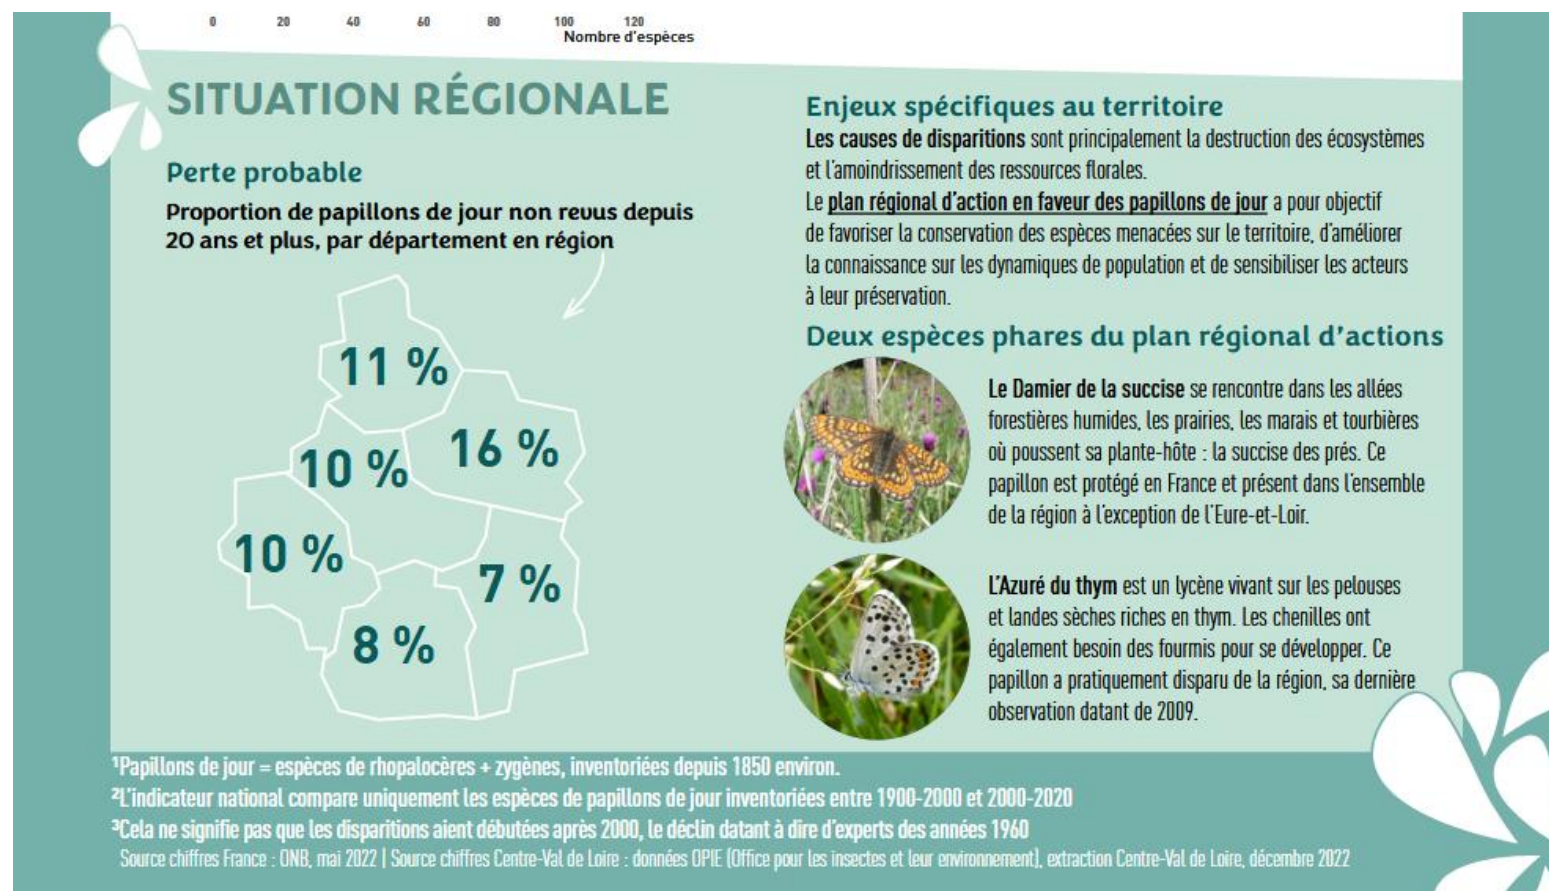 0 20 40 60 80 100 120
Nombre d'espèces
SITUATION RÉGIONALE
Perte probable
Proportion de papillons de jour non revus depuis
20 ans et plus, par département en région
11 %
16 %
10 %
10 %
7 %
8 %
Enjeux spécifiques au territoire
Les causes de disparitions sont principalement la destruction des écosystèmes
et l'amoindrissement des ressources florales.
Le plan régional d'action en faveur des papillons de jour a pour objectif
de favoriser la conservation des espèces menacées sur le territoire, d'améliorer
la connaissance sur les dynamiques de population et de sensibiliser les acteurs
à leur préservation.
Deux espèces phares du plan régional d'actions
Le Damier de la succise se rencontre dans les allées
forestières humides, les prairies, les marais et tourbières
où poussent sa plante-hôte : la succise des prés. Ce
papillon est protégé en France et présent dans l'ensemble
de la région à l'exception de l'Eure-et-Loir.
L'Azuré du thym est un lycène vivant sur les pelouses
et landes sèches riches en thym. Les chenilles ont
également besoin des fourmis pour se développer. Ce
papillon a pratiquement disparu de la région, sa dernière
observation datant de 2009.
¹Papillons de jour = espèces de rhopalocères + zygènes, inventoriées depuis 1850 environ.
²L'indicateur national compare uniquement les espèces de papillons de jour inventoriées entre 1900-2000 et 2000-2020
³Cela ne signifie pas que les disparitions aient débutées après 2000, le déclin datant à dire d'experts des années 1960
Source chiffres France : ONB, mai 2022 | Source chiffres Centre-Val de Loire : données OPIE (Office pour les insectes et leur environnement), extraction Centre-Val de Loire, décembre 2022